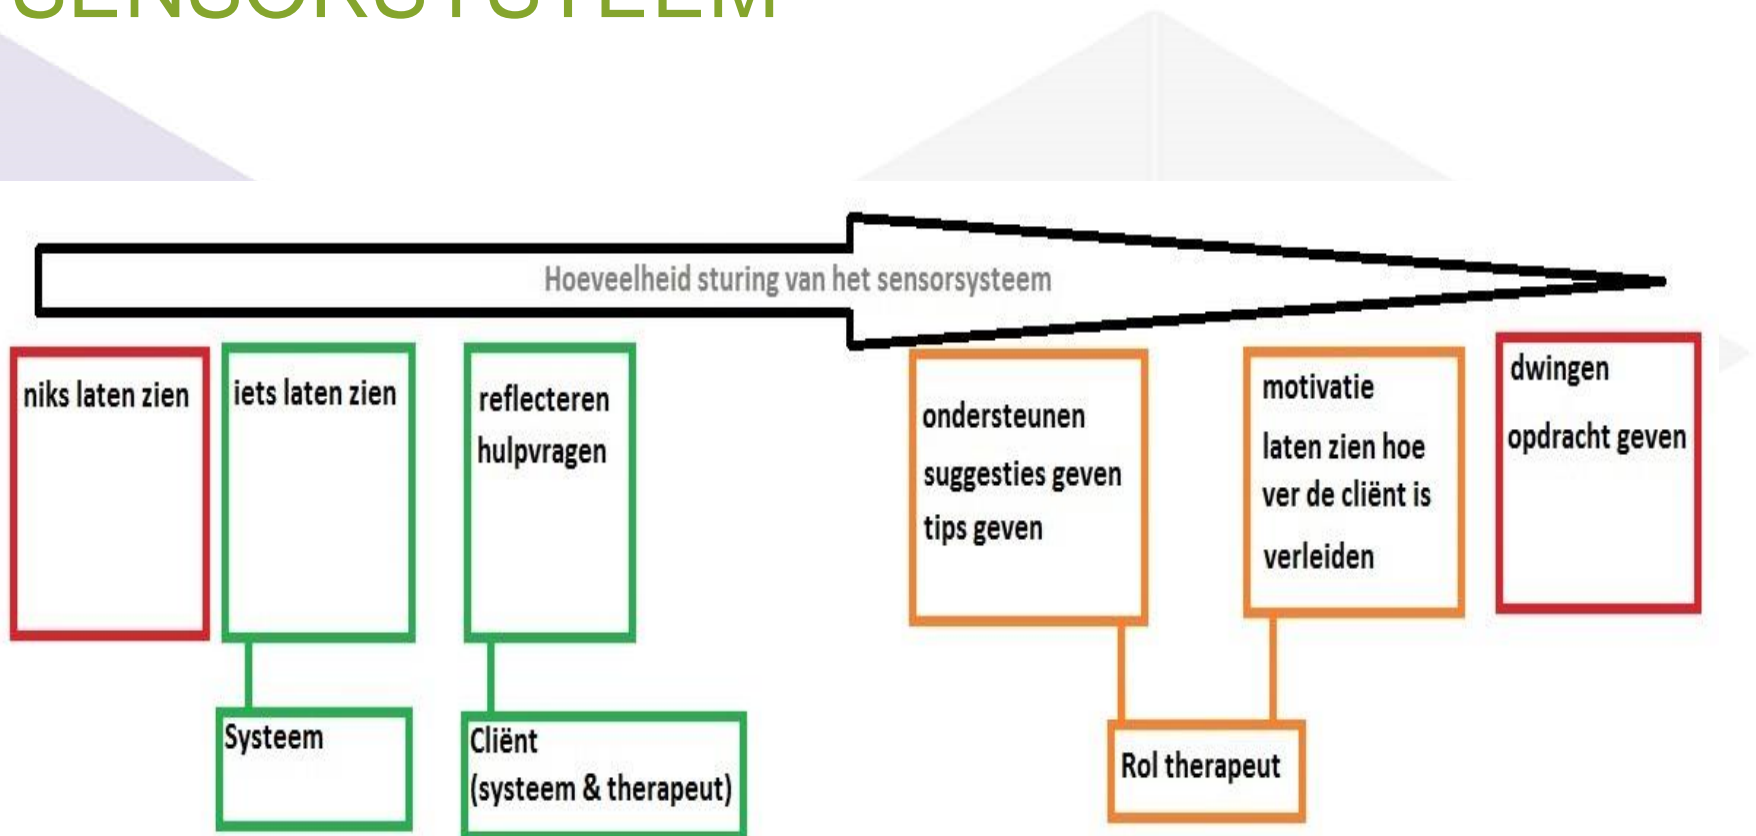 SENSORSYSTEEM
Hoeveelheid sturing van het sensorsysteem
niks laten zien
iets laten zien
reflecteren
hulpvragen
ondersteunen
suggesties geven
tips geven
motivatie
laten zien hoe
ver de cliënt is
verleiden
dwingen
opdracht geven
Systeem
Cliënt
(systeem & therapeut)
Rol therapeut